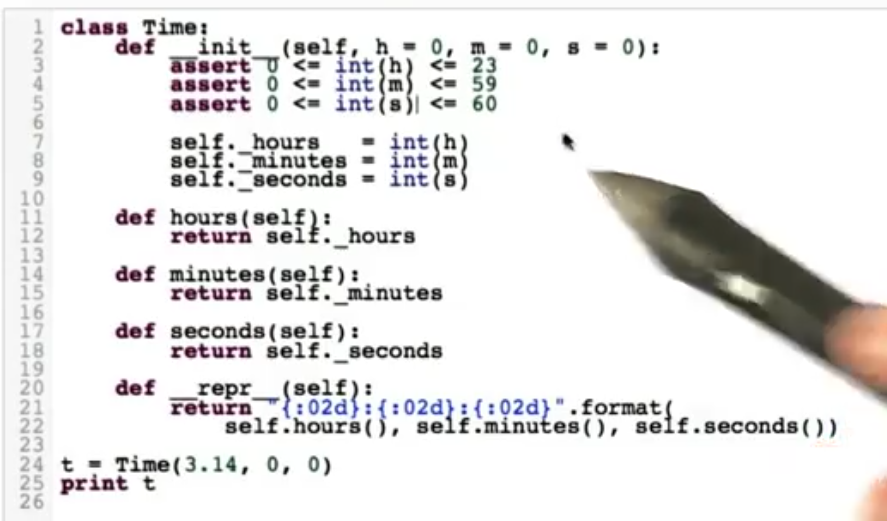 1 class Time:
2     def __init__(self, h = 0, m = 0, s = 0):
3         assert 0 <= int(h) <= 23
4         assert 0 <= int(m) <= 59
5         assert 0 <= int(s) <= 60
6
7         self._hours   = int(h)
8         self._minutes = int(m)
9         self._seconds = int(s)
10
11     def hours(self):
12         return self._hours
13
14     def minutes(self):
15         return self._minutes
16
17     def seconds(self):
18         return self._seconds
19
20     def __repr__(self):
21         return "{:02d}:{:02d}:{:02d}".format(
22             self.hours(), self.minutes(), self.seconds())
23
24 t = Time(3.14, 0, 0)
25 print t
26